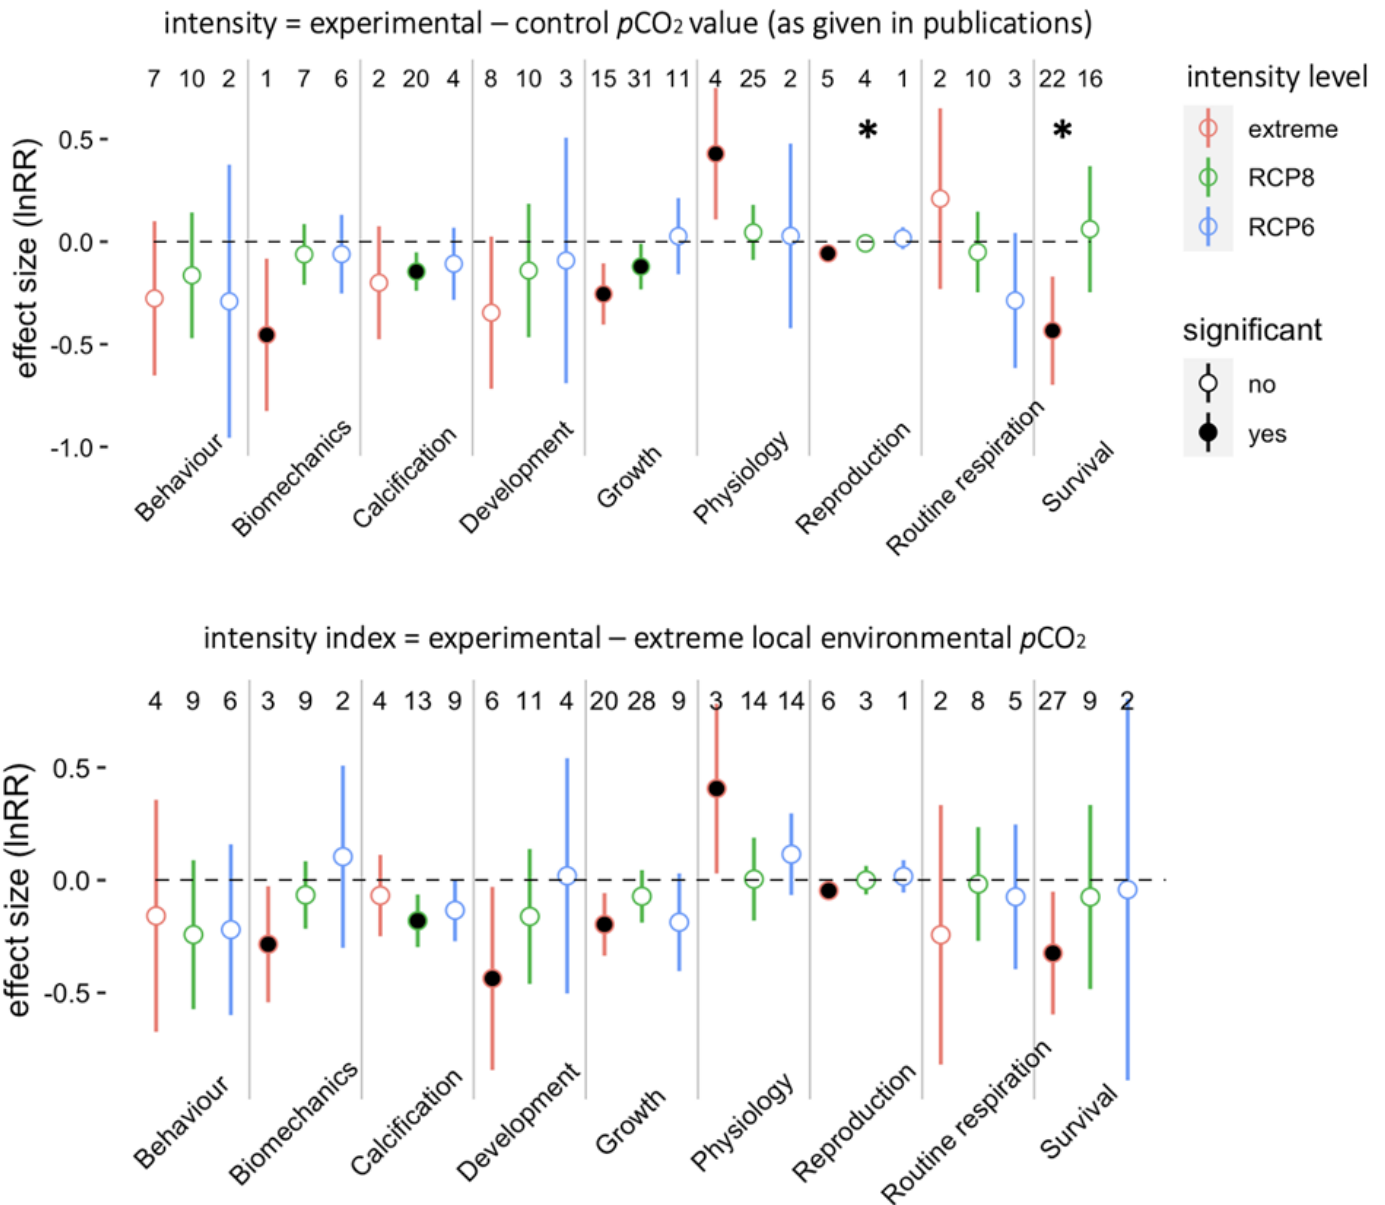 intensity = experimental – control pCO₂ value (as given in publications)
7 10 2 1 7 6 2 20 4 8 10 3 15 31 11 4 25 2 5 4 1 2 10 3 22 16
* *
effect size (lnRR)
0.5
0.0
-0.5
-1.0
Behaviour
Biomechanics
Calcification
Development
Growth
Physiology
Reproduction
Routine respiration
Survival
intensity level
extreme
RCP8
RCP6
significant
no
yes
intensity index = experimental – extreme local environmental pCO₂
4 9 6 3 9 2 4 13 9 6 11 4 20 28 9 3 14 14 6 3 1 2 8 5 27 9 2
effect size (lnRR)
0.5
0.0
-0.5
Behaviour
Biomechanics
Calcification
Development
Growth
Physiology
Reproduction
Routine respiration
Survival